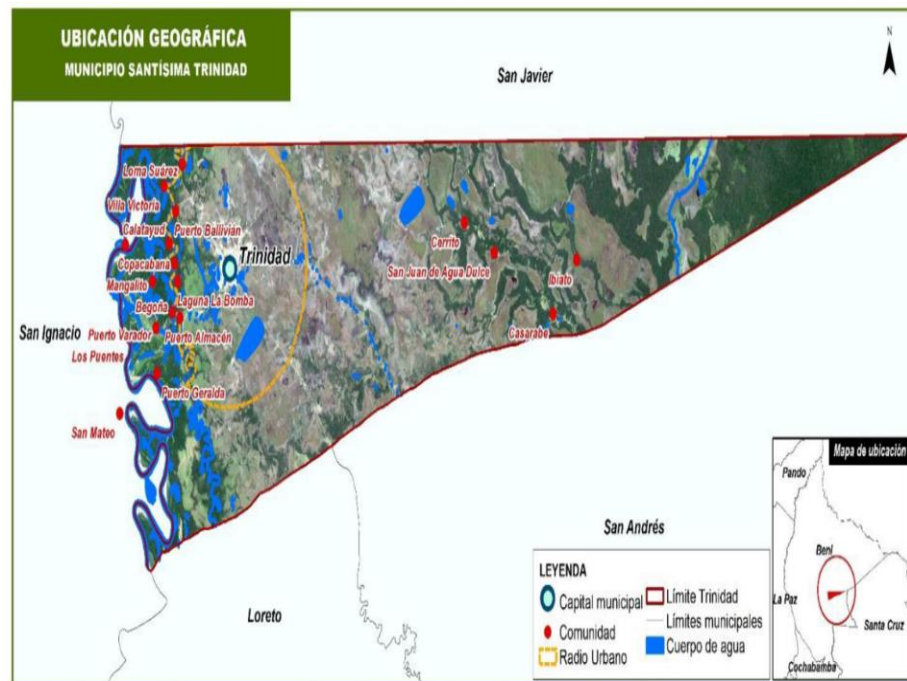 UBICACIÓN GEOGRÁFICA
MUNICIPIO SANTÍSIMA TRINIDAD
N
San Javier
Loma Suárez
Villa Victoria
Calatayud
Puerto Ballivián
Copacabana
Trinidad
Mangalito
Laguna La Bomba
Begoña
Puerto Varador
Puerto Almacén
Los Puentes
San Ignacio
Puerto Geralda
San Mateo
Cerrito
San Juan de Agua Dulce
Ibiato
Casarabe
San Andrés
Loreto
LEYENDA
Capital municipal
Comunidad
Radio Urbano
Límite Trinidad
Límites municipales
Cuerpo de agua
Mapa de ubicación
Pando
Beni
La Paz
Santa Cruz
Cochabamba